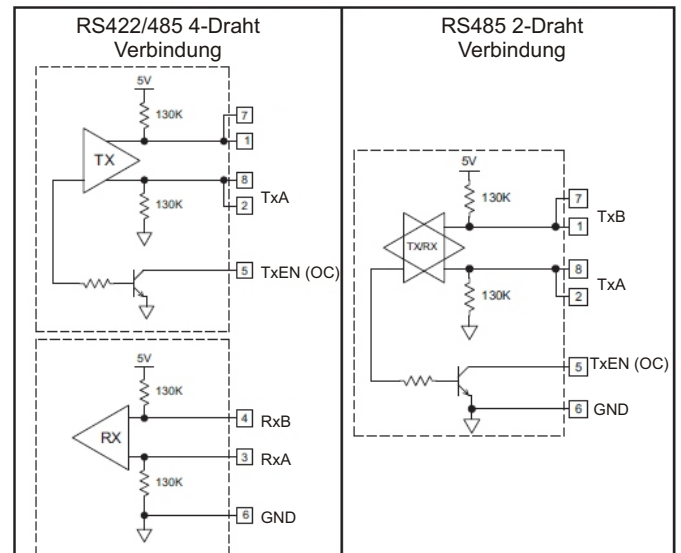 RS422/485 4-Draht
Verbindung
5V
130K
7
1
TX
8
TxA
2
130K
5 TxEN (OC)
5V
130K
4 RxB
RX
3 RxA
130K
6 GND
RS485 2-Draht
Verbindung
5V
130K
7
TxB
1
TX/RX
8
TxA
2
130K
5 TxEN (OC)
6 GND